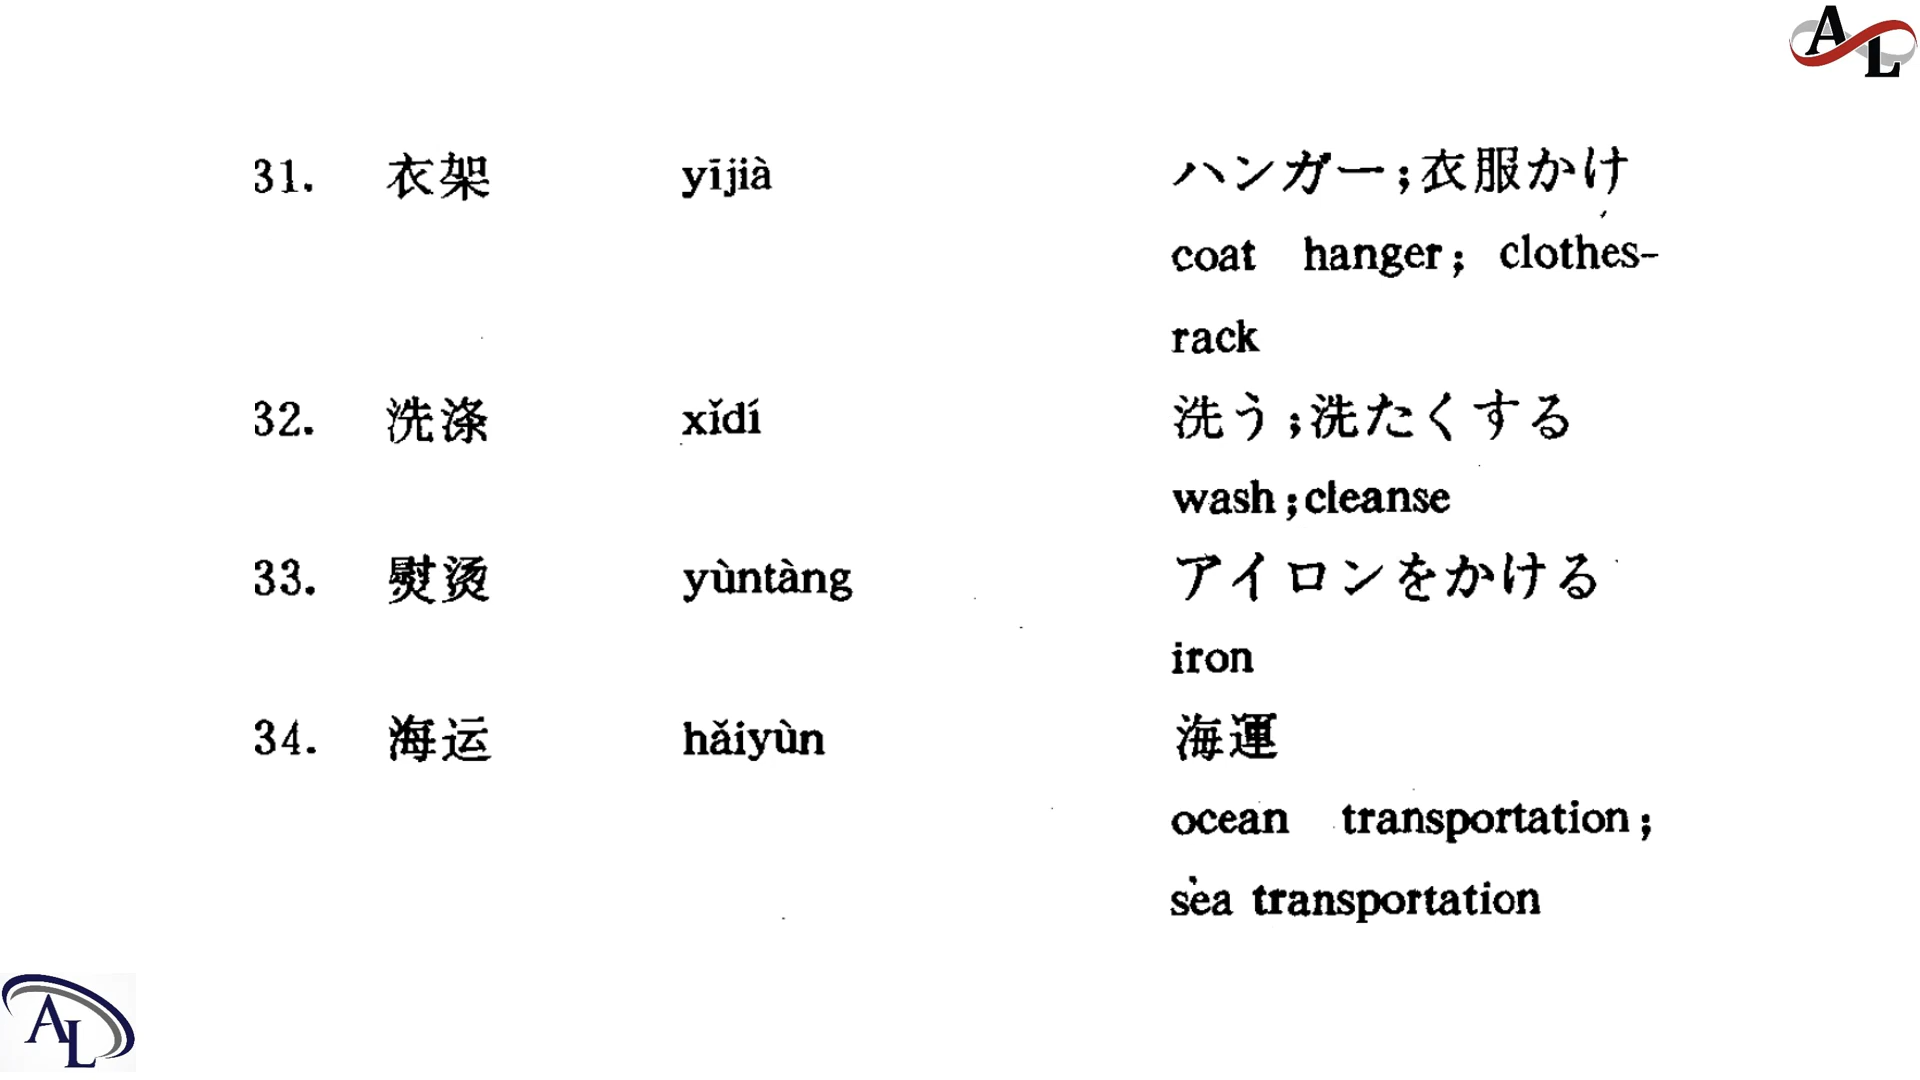 AL
31. 衣架 yījià ハンガー；衣服かけ
coat hanger; clothes-
rack
32. 洗涤 xǐdí 洗う；洗たくする
wash；cleanse
33. 熨烫 yùntàng アイロンをかける
iron
34. 海运 hǎiyùn 海運
ocean transportation;
sea transportation
AL